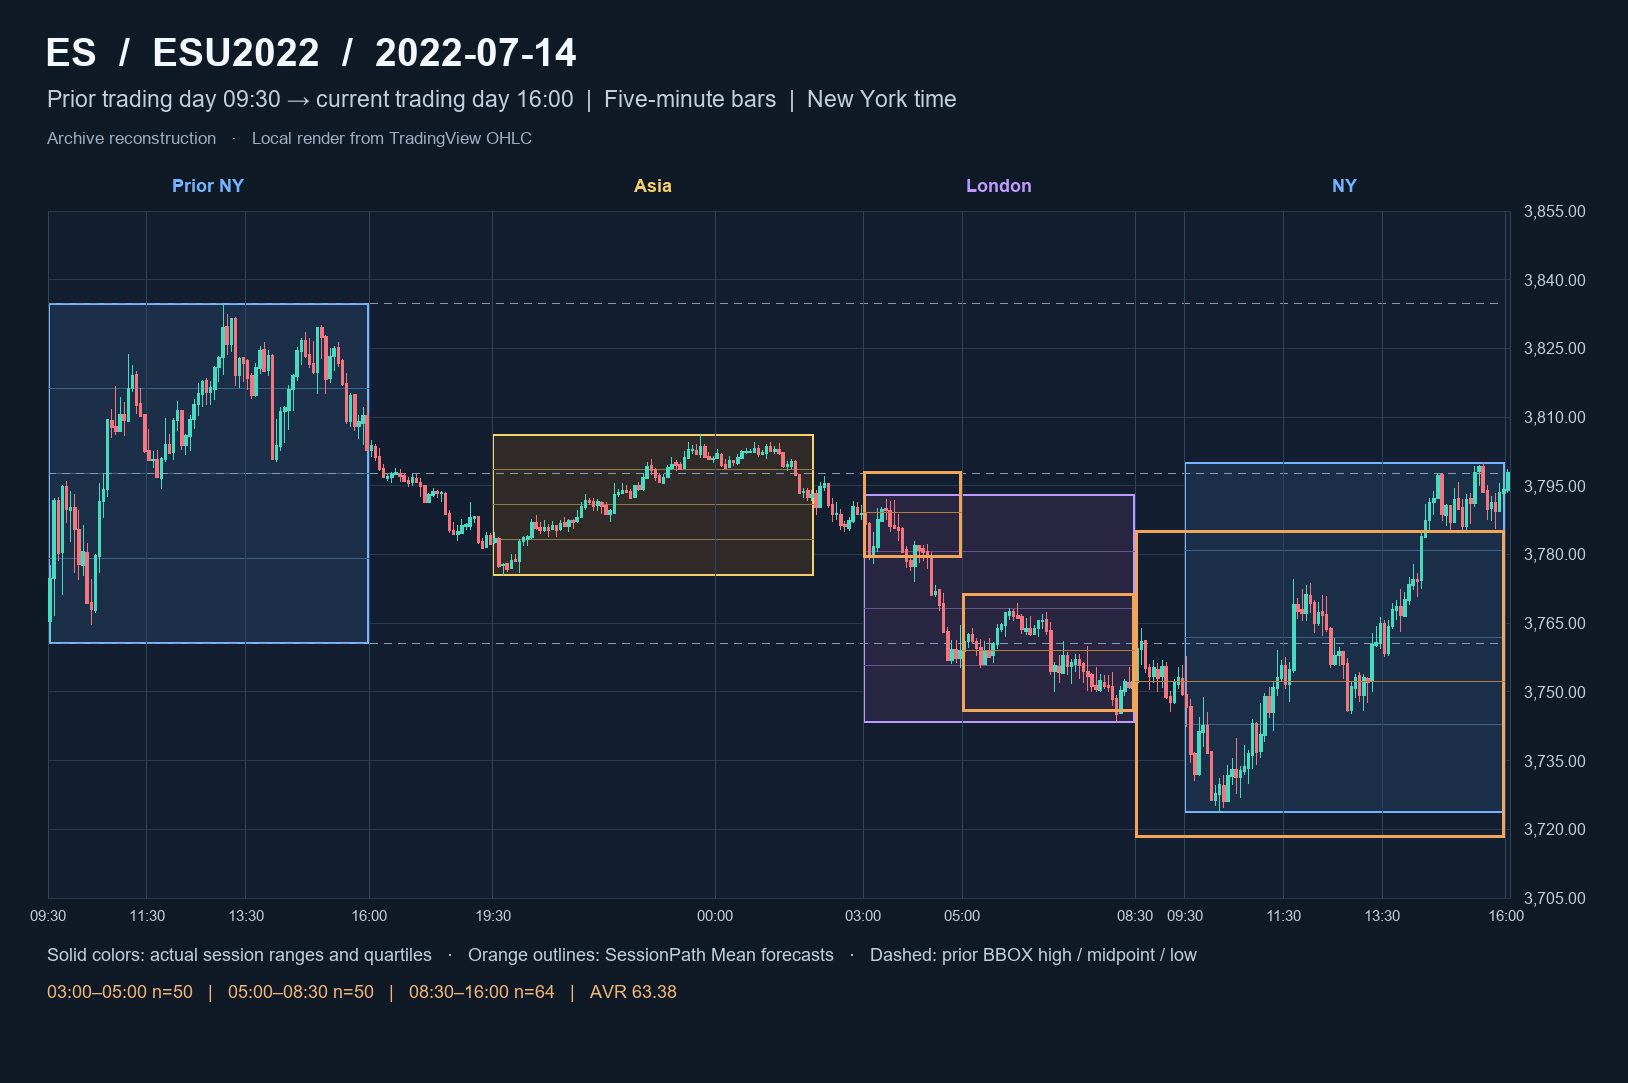 ES / ESU2022 / 2022-07-14
Prior trading day 09:30 → current trading day 16:00 | Five-minute bars | New York time
Archive reconstruction · Local render from TradingView OHLC
Prior NY Asia London NY
3,855.00
3,840.00
3,825.00
3,810.00
3,795.00
3,780.00
3,765.00
3,750.00
3,735.00
3,720.00
3,705.00
09:30 11:30 13:30 16:00 19:30 00:00 03:00 05:00 08:30 09:30 11:30 13:30 16:00
Solid colors: actual session ranges and quartiles · Orange outlines: SessionPath Mean forecasts · Dashed: prior BBOX high / midpoint / low
03:00–05:00 n=50 | 05:00–08:30 n=50 | 08:30–16:00 n=64 | AVR 63.38